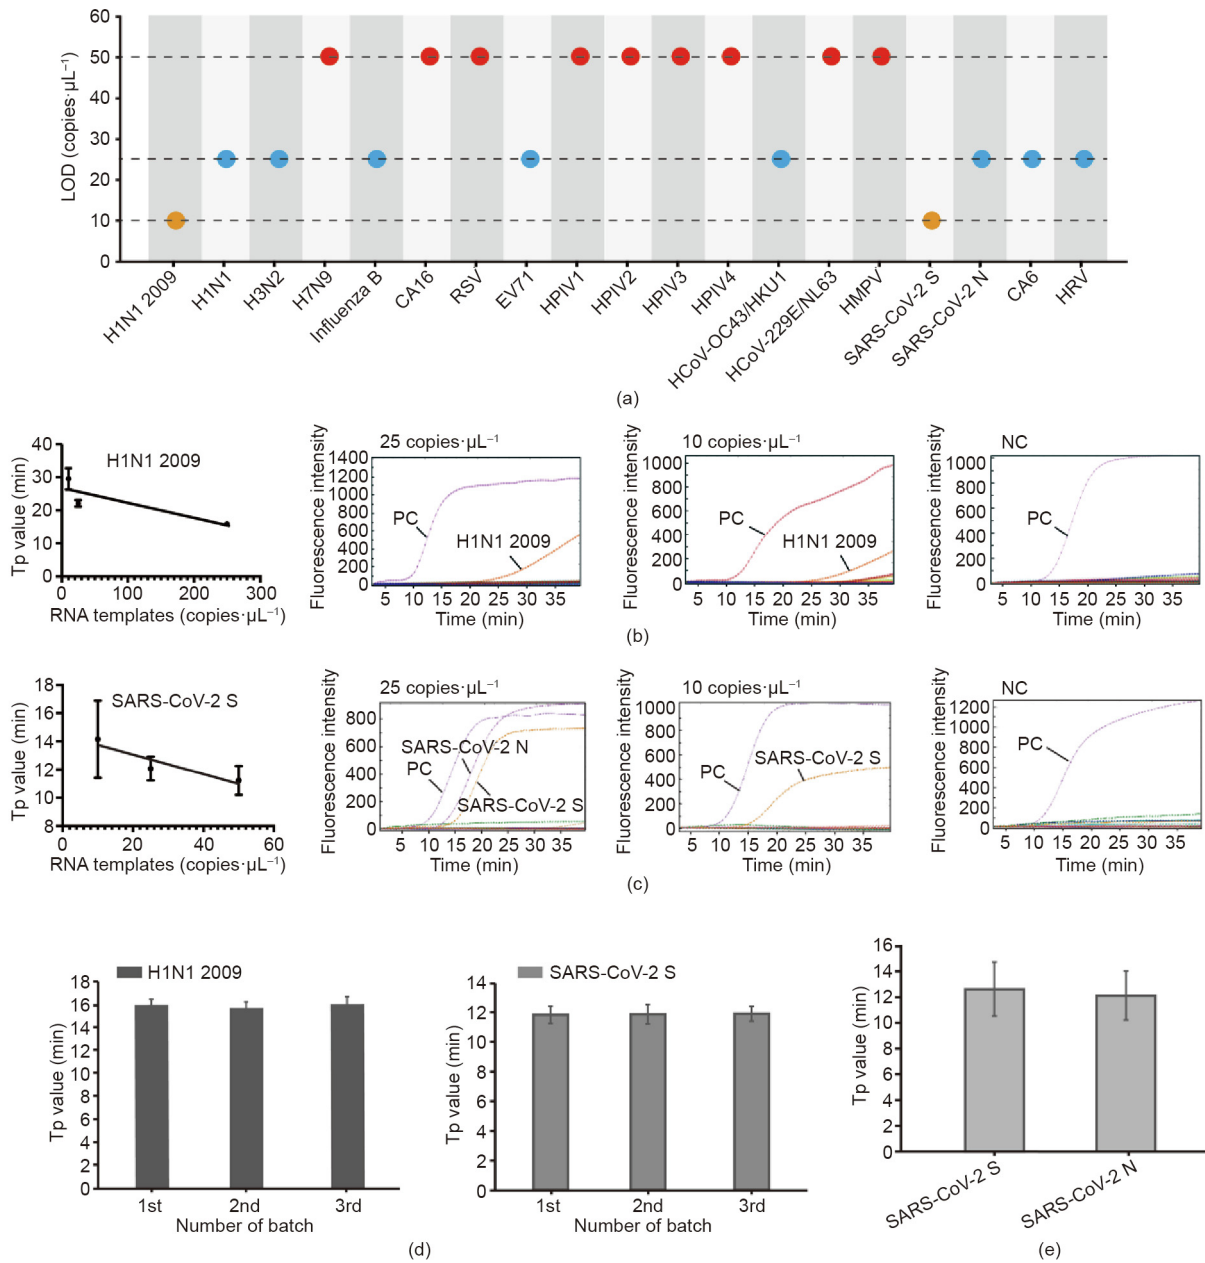 60
50
40
30
20
10
0
LOD (copies·μL⁻¹)
H1N1 2009
H1N1
H3N2
H7N9
Influenza B
CA16
RSV
EV71
HPIV1
HPIV2
HPIV3
HPIV4
HCoV-OC43/HKU1
HCoV-229E/NL63
HMPV
SARS-CoV-2 S
SARS-CoV-2 N
CA6
HRV
(a)
40
30
20
10
0
Tp value (min)
H1N1 2009
0 100 200 300
RNA templates (copies·μL⁻¹)
25 copies·μL⁻¹
1400
1200
1000
800
600
400
200
0
Fluorescence intensity
PC
H1N1 2009
5 10 15 20 25 30 35
Time (min)
10 copies·μL⁻¹
1000
800
600
400
200
0
Fluorescence intensity
PC
H1N1 2009
5 10 15 20 25 30 35
Time (min)
NC
1000
800
600
400
200
0
Fluorescence intensity
PC
5 10 15 20 25 30 35
Time (min)
(b)
18
16
14
12
10
8
Tp value (min)
SARS-CoV-2 S
0 20 40 60
RNA templates (copies·μL⁻¹)
25 copies·μL⁻¹
800
600
400
200
0
Fluorescence intensity
SARS-CoV-2 N
PC
SARS-CoV-2 S
5 10 15 20 25 30 35
Time (min)
10 copies·μL⁻¹
1000
800
600
400
200
0
Fluorescence intensity
PC
SARS-CoV-2 S
5 10 15 20 25 30 35
Time (min)
NC
1200
1000
800
600
400
200
0
Fluorescence intensity
PC
5 10 15 20 25 30 35
Time (min)
(c)
H1N1 2009
18
16
14
12
10
8
6
4
2
0
Tp value (min)
1st 2nd 3rd
Number of batch
SARS-CoV-2 S
14
12
10
8
6
4
2
0
Tp value (min)
1st 2nd 3rd
Number of batch
(d)
16
14
12
10
8
6
4
2
0
Tp value (min)
SARS-CoV-2 S
SARS-CoV-2 N
(e)